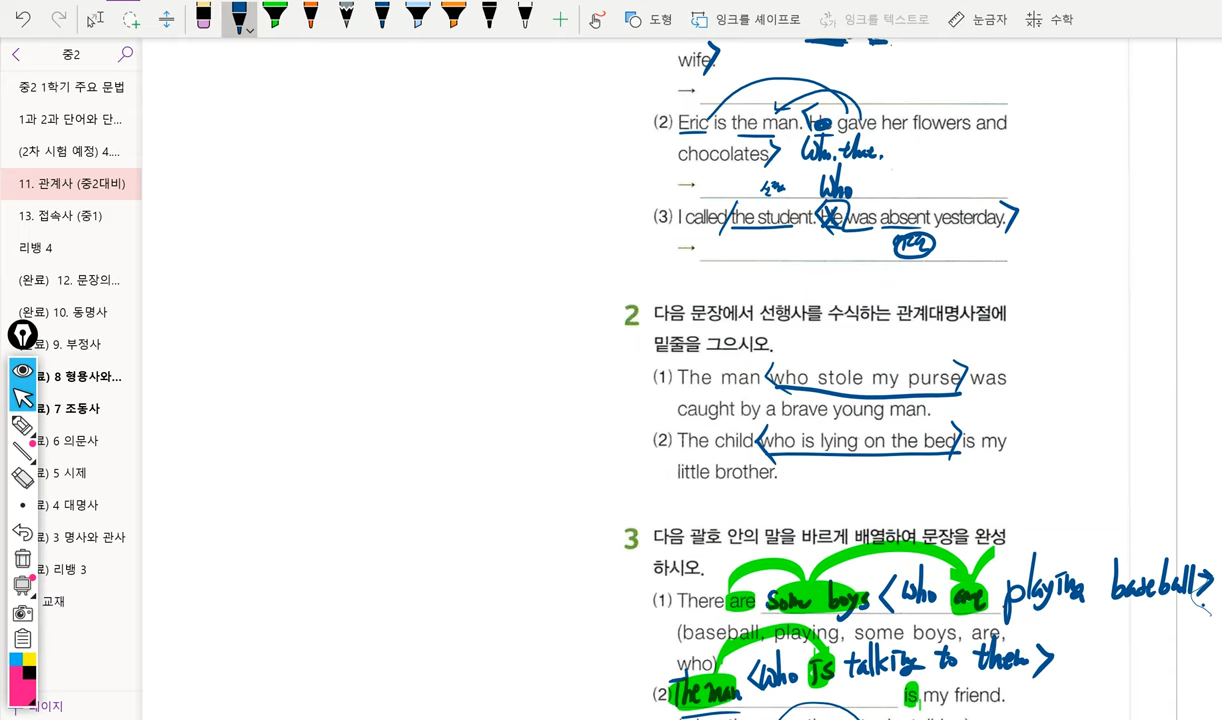 도형
잉크를 셰이프로
잉크를 텍스트로
눈금자
수학
중2
중2 1학기 주요 문법
1과 2과 단어와 단...
(2차 시험 예정) 4....
11. 관계사 (중2대비)
13. 접속사 (중1)
리뱅 4
(완료) 12. 문장의...
(완료) 10. 동명사
료) 9. 부정사
료) 8 형용사와...
료) 7 조동사
료) 6 의문사
료) 5 시제
료) 4 대명사
료) 3 명사와 관사
료) 리뱅 3
교재
페이지
wife.
→
(2) Eric is the man. He gave her flowers and
chocolates
who, that.
→
who
(3) I called the student. He was absent yesterday.
→
2 다음 문장에서 선행사를 수식하는 관계대명사절에
밑줄을 그으시오.
(1) The man who stole my purse was
caught by a brave young man.
(2) The child who is lying on the bed is my
little brother.
3 다음 괄호 안의 말을 바르게 배열하여 문장을 완성
하시오.
(1) There are some boys <who are playing baseball>
(baseball, playing, some boys, are,
who)
(2) The man <who is talking to them>
is my friend.